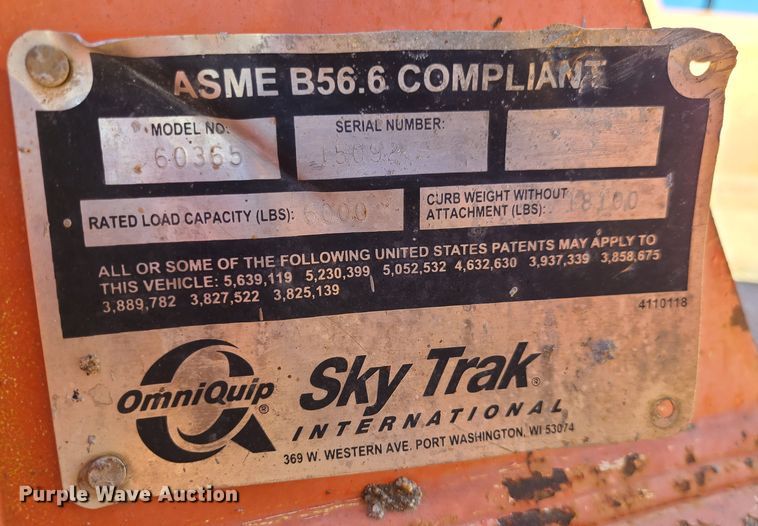 ASME B56.6 COMPLIANT
MODEL NO: 60365
SERIAL NUMBER:
RATED LOAD CAPACITY (LBS): 6000
CURB WEIGHT WITHOUT
ATTACHMENT (LBS): 18100
ALL OR SOME OF THE FOLLOWING UNITED STATES PATENTS MAY APPLY TO
THIS VEHICLE: 5,639,119 5,230,399 5,052,532 4,632,630 3,937,339 3,858,675
3,889,782 3,827,522 3,825,139
4110118
OmniQuip®
Sky Trak®
INTERNATIONAL
369 W. WESTERN AVE. PORT WASHINGTON, WI 53074
Purple Wave Auction